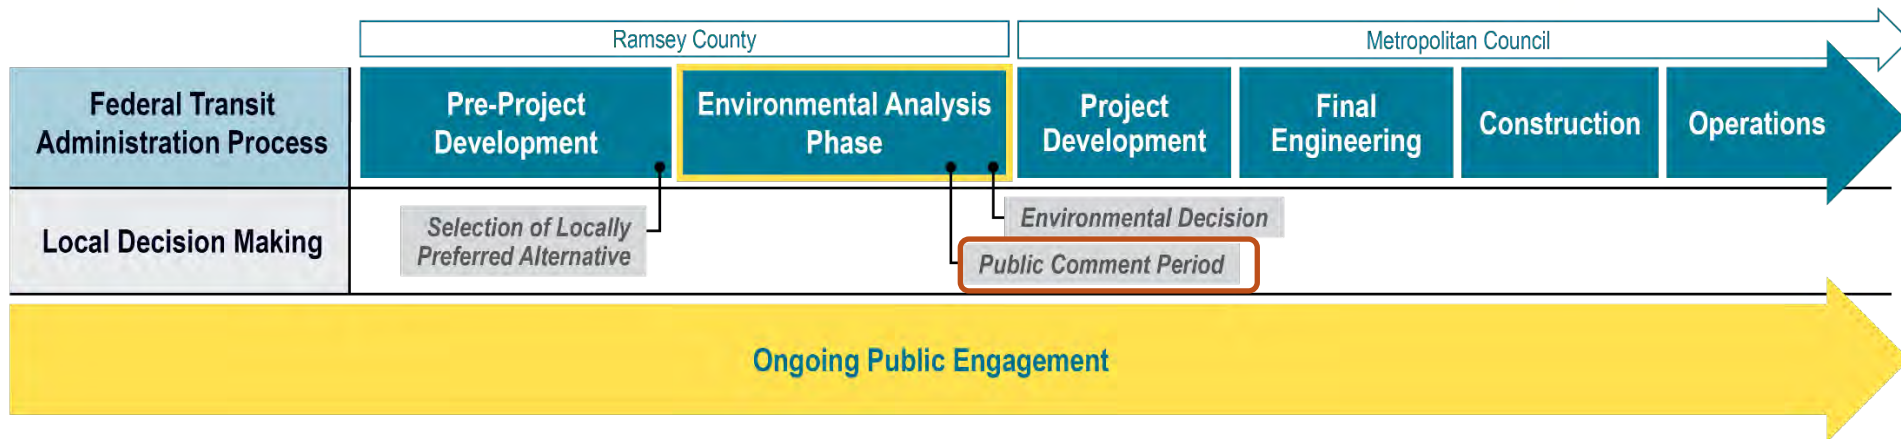 Ramsey County
Metropolitan Council
Federal Transit
Administration Process
Pre-Project
Development
Environmental Analysis
Phase
Project
Development
Final
Engineering
Construction
Operations
Local Decision Making
Selection of Locally
Preferred Alternative
Environmental Decision
Public Comment Period
Ongoing Public Engagement